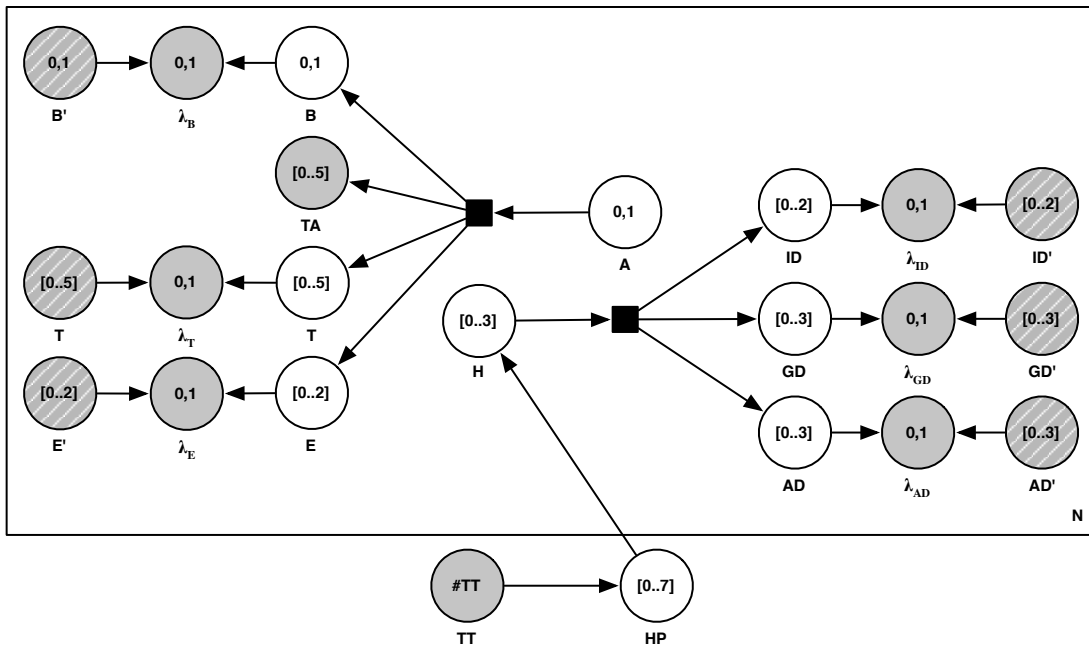 0,1 0,1 0,1
B' λB B
[0..5]
TA
0,1
A
[0..2] 0,1 [0..2]
ID λID ID'
[0..5] 0,1 [0..5]
T λT T
[0..3]
H
[0..3] 0,1 [0..3]
GD λGD GD'
[0..2] 0,1 [0..2]
E' λE E
[0..3] 0,1 [0..3]
AD λAD AD'
N
#TT [0..7]
TT HP